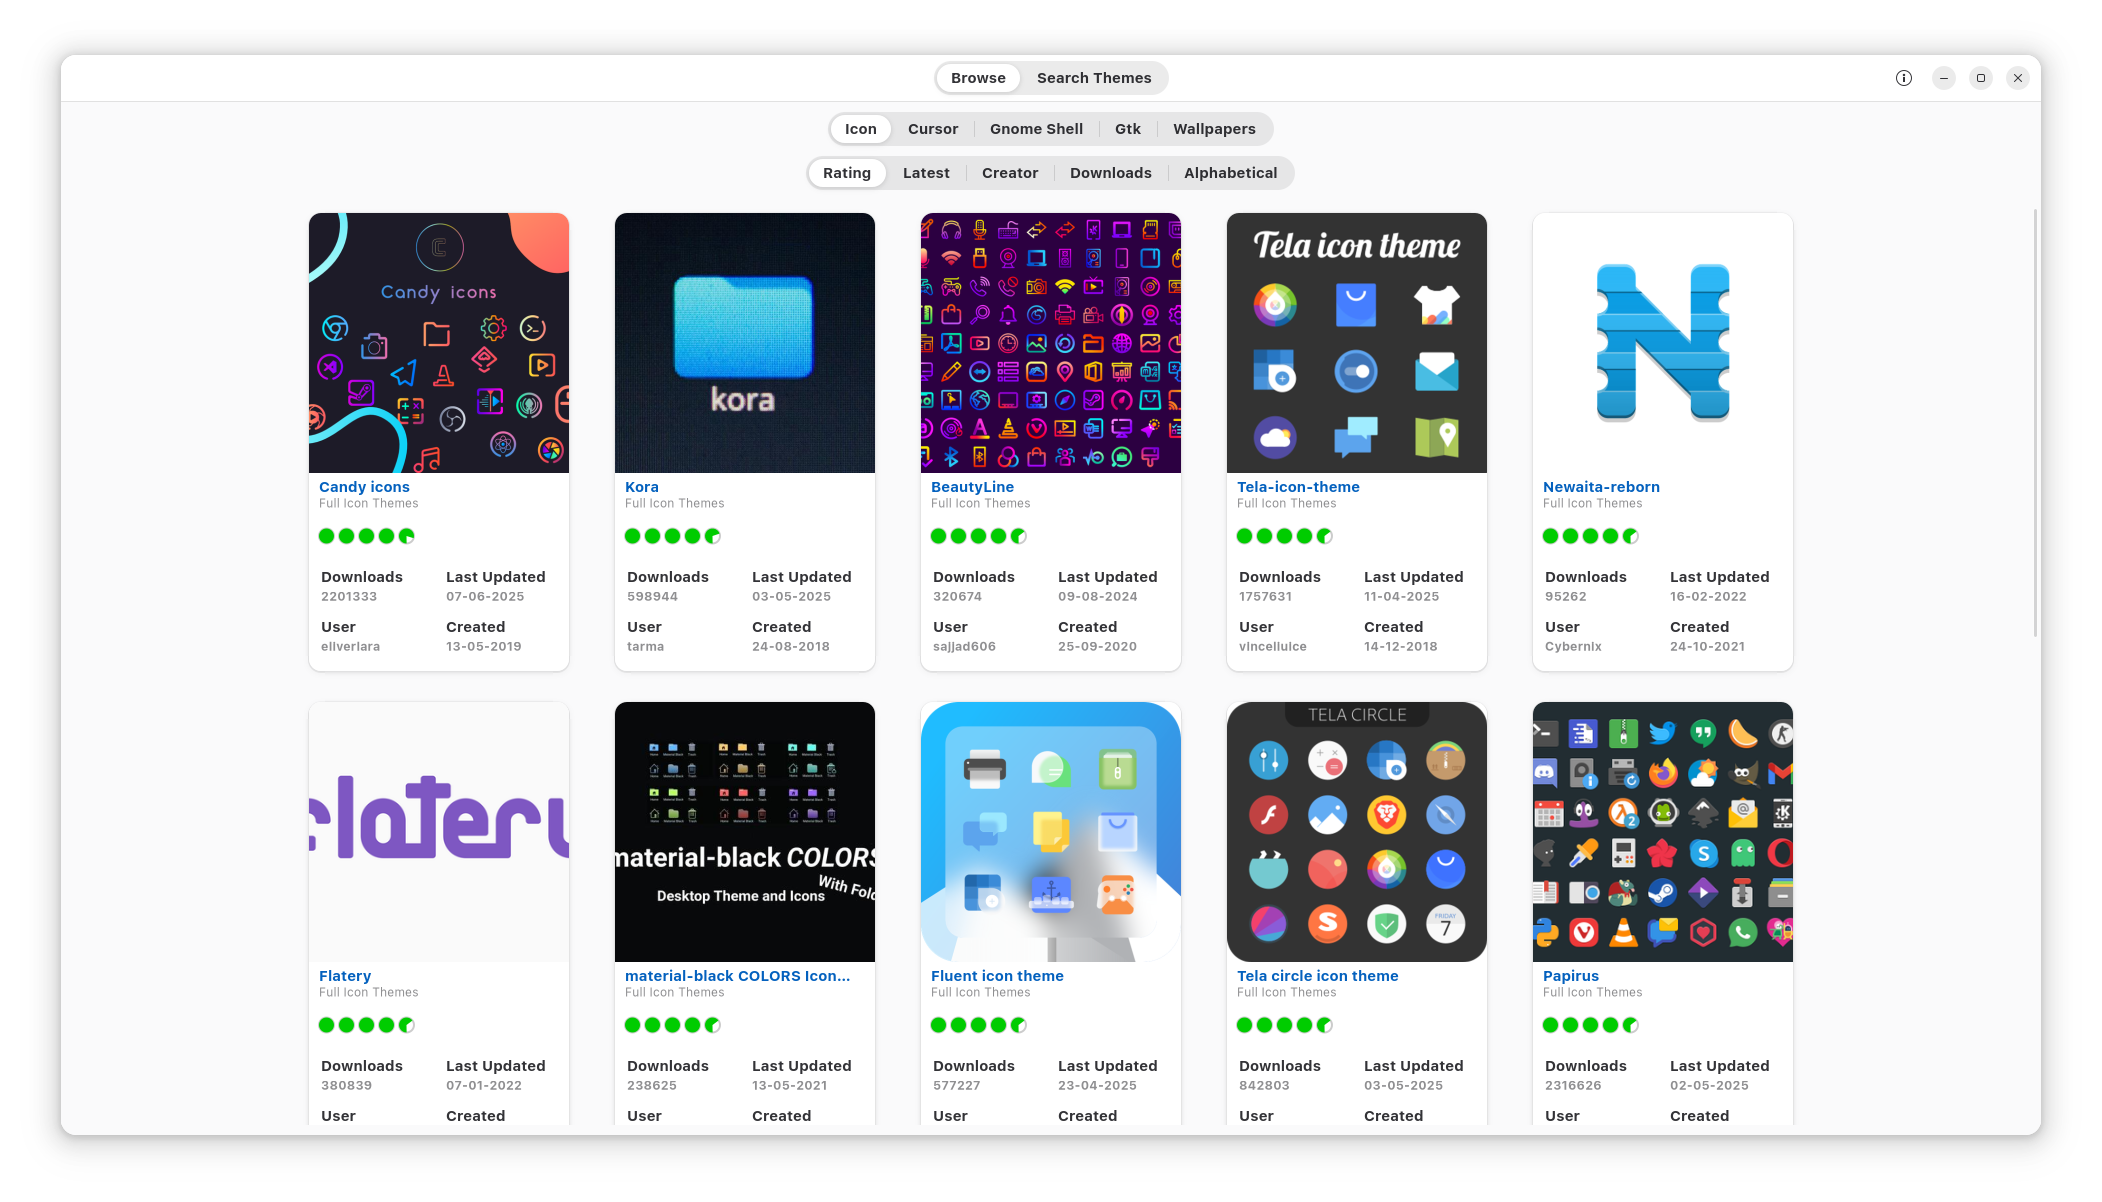 Browse Search Themes
Icon Cursor Gnome Shell Gtk Wallpapers
Rating Latest Creator Downloads Alphabetical
Candy icons
kora
Tela icon theme
Candy icons Kora BeautyLine Tela-icon-theme Newaita-reborn
Full Icon Themes Full Icon Themes Full Icon Themes Full Icon Themes Full Icon Themes
Downloads Last Updated Downloads Last Updated Downloads Last Updated Downloads Last Updated Downloads Last Updated
2201333 07-06-2025 598944 03-05-2025 320674 09-08-2024 1757631 11-04-2025 95262 16-02-2022
User Created User Created User Created User Created User Created
eliverlara 13-05-2019 tarma 24-08-2018 sajjad606 25-09-2020 vinceliuice 14-12-2018 Cybernix 24-10-2021
flatery
material-black COLORS
With Fold
Desktop Theme and Icons
TELA CIRCLE
FRIDAY
7
Flatery material-black COLORS Icon... Fluent icon theme Tela circle icon theme Papirus
Full Icon Themes Full Icon Themes Full Icon Themes Full Icon Themes Full Icon Themes
Downloads Last Updated Downloads Last Updated Downloads Last Updated Downloads Last Updated Downloads Last Updated
380839 07-01-2022 238625 13-05-2021 577227 23-04-2025 842803 03-05-2025 2316626 02-05-2025
User Created User Created User Created User Created User Created